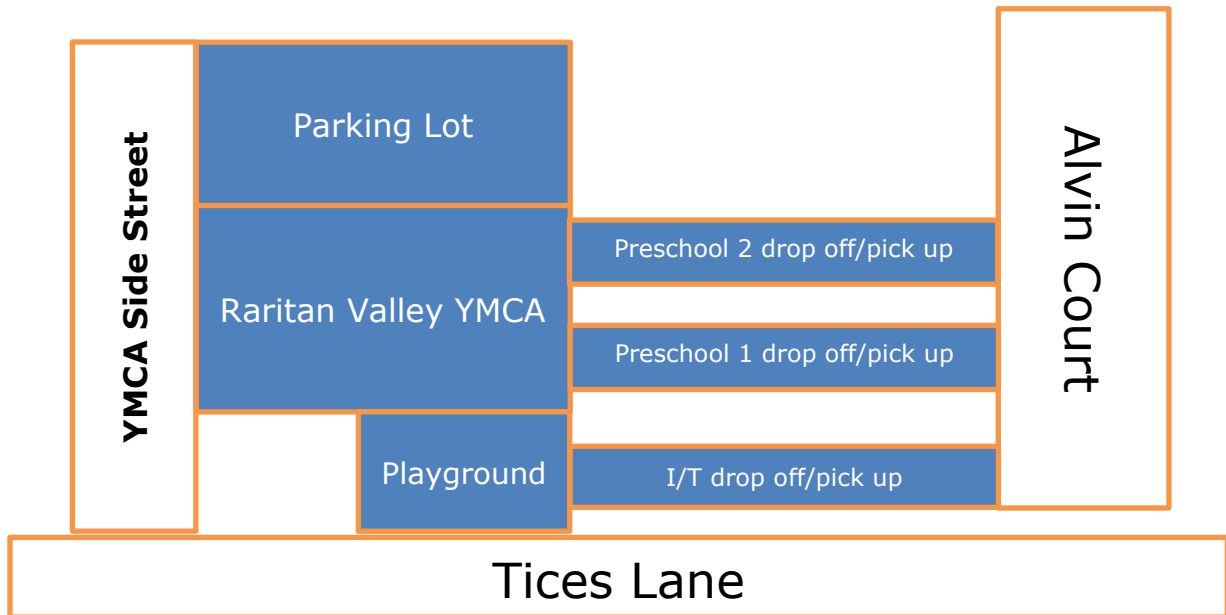 Parking Lot
YMCA Side Street
Alvin Court
Preschool 2 drop off/pick up
Raritan Valley YMCA
Preschool 1 drop off/pick up
Playground
I/T drop off/pick up
Tices Lane